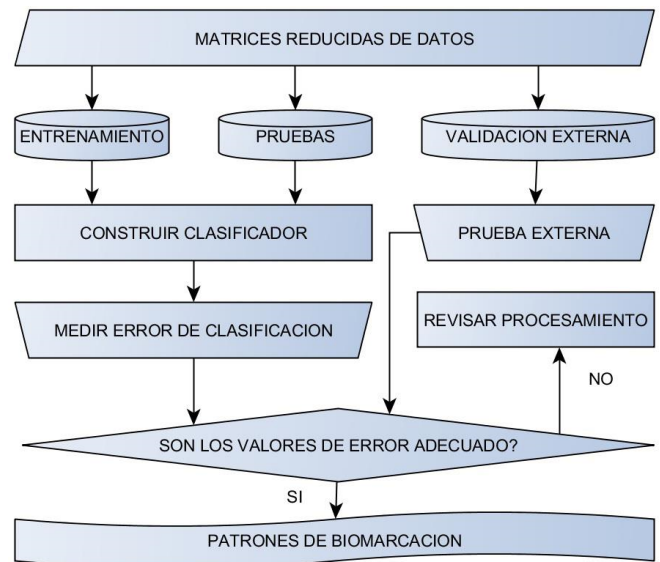 MATRICES REDUCIDAS DE DATOS
ENTRENAMIENTO
PRUEBAS
VALIDACION EXTERNA
CONSTRUIR CLASIFICADOR
PRUEBA EXTERNA
MEDIR ERROR DE CLASIFICACION
REVISAR PROCESAMIENTO
NO
SON LOS VALORES DE ERROR ADECUADO?
SI
PATRONES DE BIOMARCACION